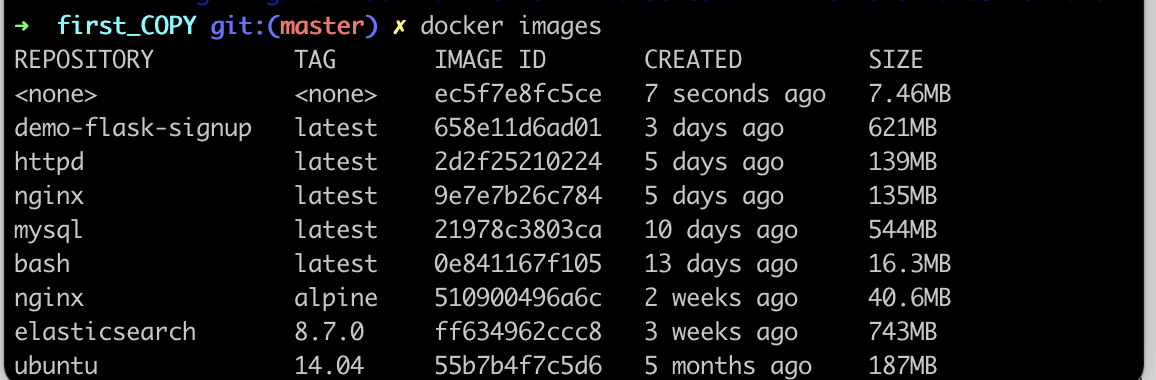 ➜ first_COPY git:(master) ✗ docker images
REPOSITORY TAG IMAGE ID CREATED SIZE
<none> <none> ec5f7e8fc5ce 7 seconds ago 7.46MB
demo-flask-signup latest 658e11d6ad01 3 days ago 621MB
httpd latest 2d2f25210224 5 days ago 139MB
nginx latest 9e7e7b26c784 5 days ago 135MB
mysql latest 21978c3803ca 10 days ago 544MB
bash latest 0e841167f105 13 days ago 16.3MB
nginx alpine 510900496a6c 2 weeks ago 40.6MB
elasticsearch 8.7.0 ff634962ccc8 3 weeks ago 743MB
ubuntu 14.04 55b7b4f7c5d6 5 months ago 187MB